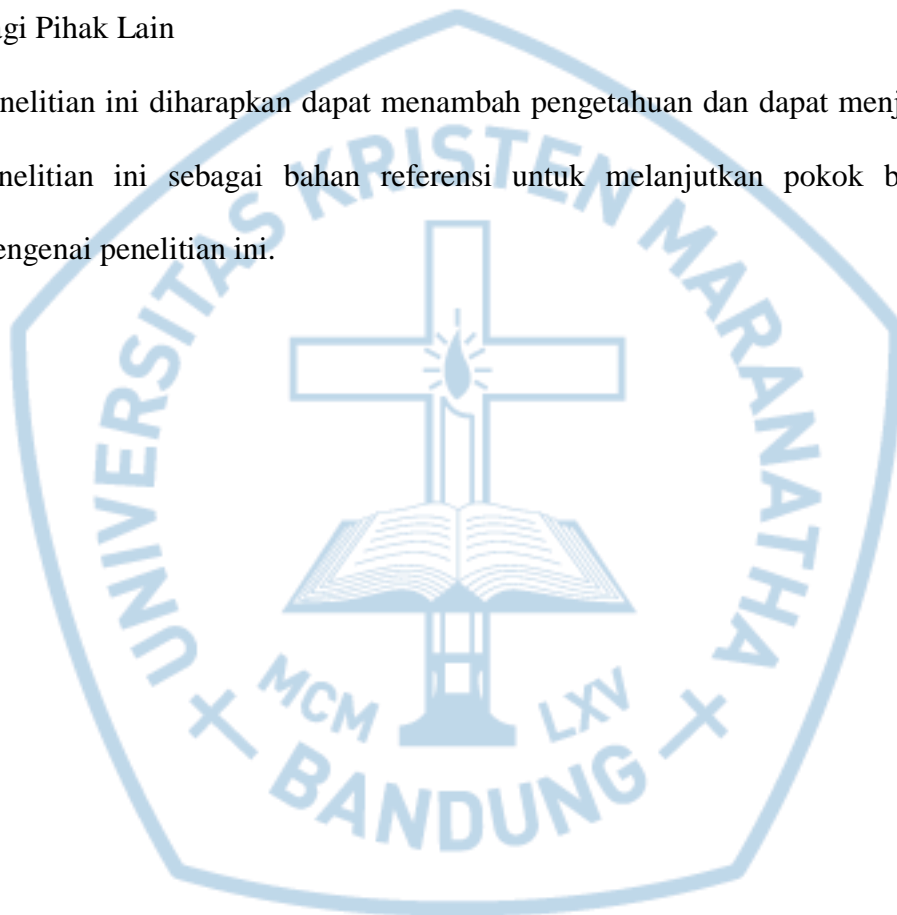 agi Pihak Lain
nelitian ini diharapkan dapat menambah pengetahuan dan dapat menj
nelitian ini sebagai bahan referensi untuk melanjutkan pokok b
engenai penelitian ini.
UNIVERSITAS KRISTEN MARANATHA
MCM LXV
BANDUNG